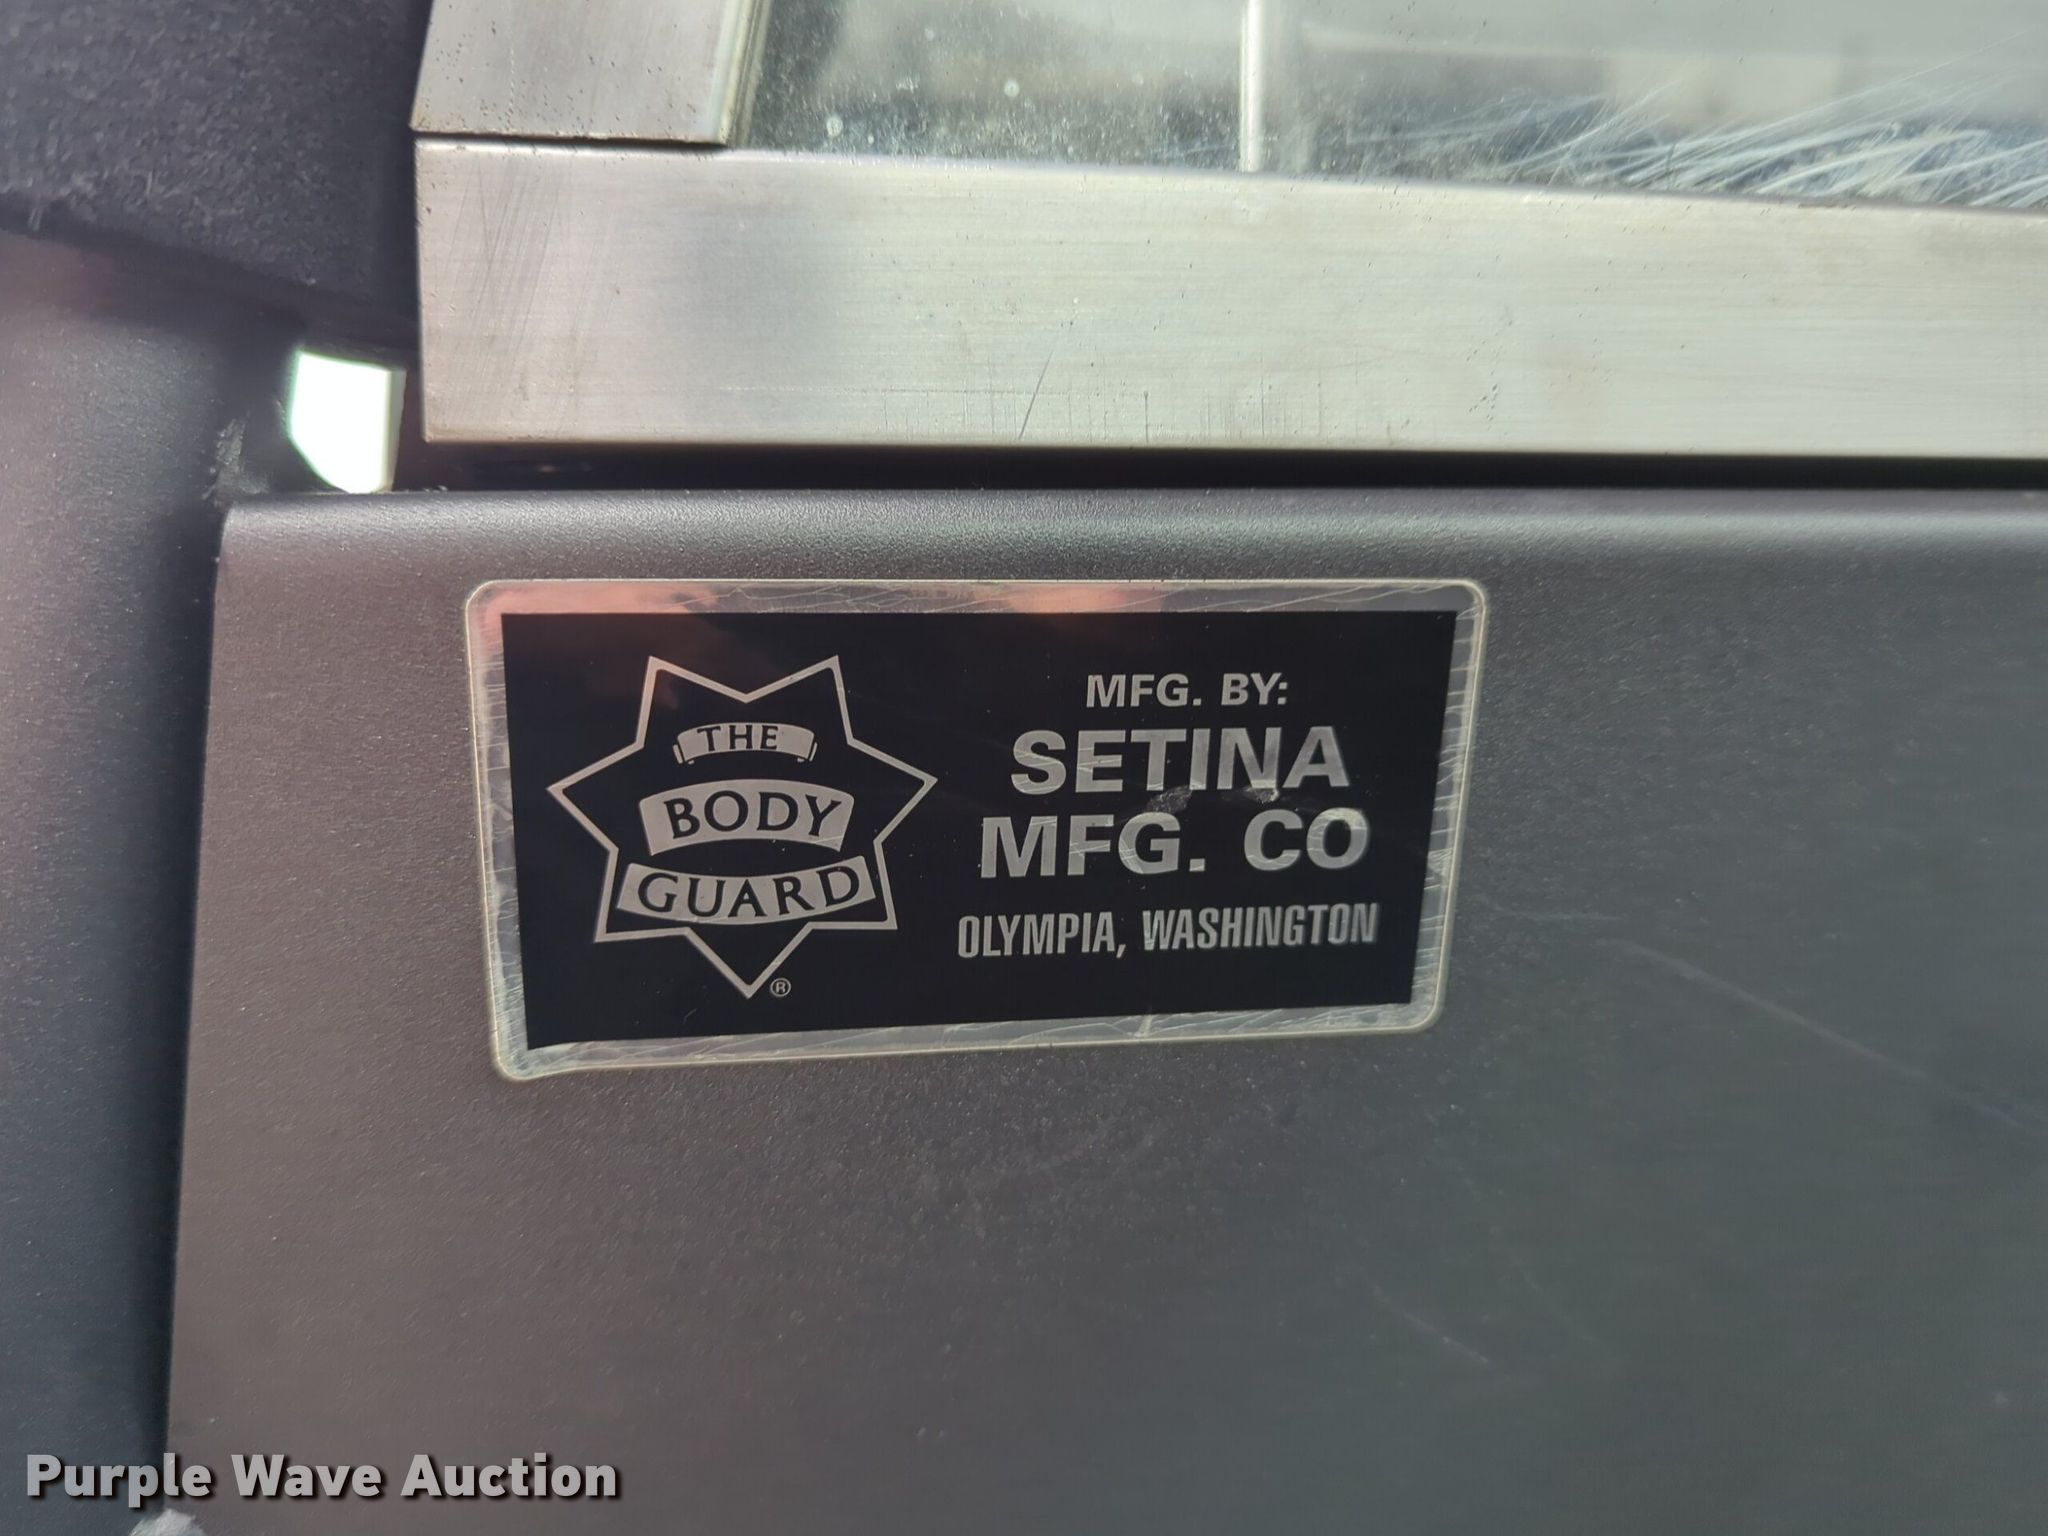 THE
BODY
GUARD
®
MFG. BY:
SETINA
MFG. CO
OLYMPIA, WASHINGTON
Purple Wave Auction